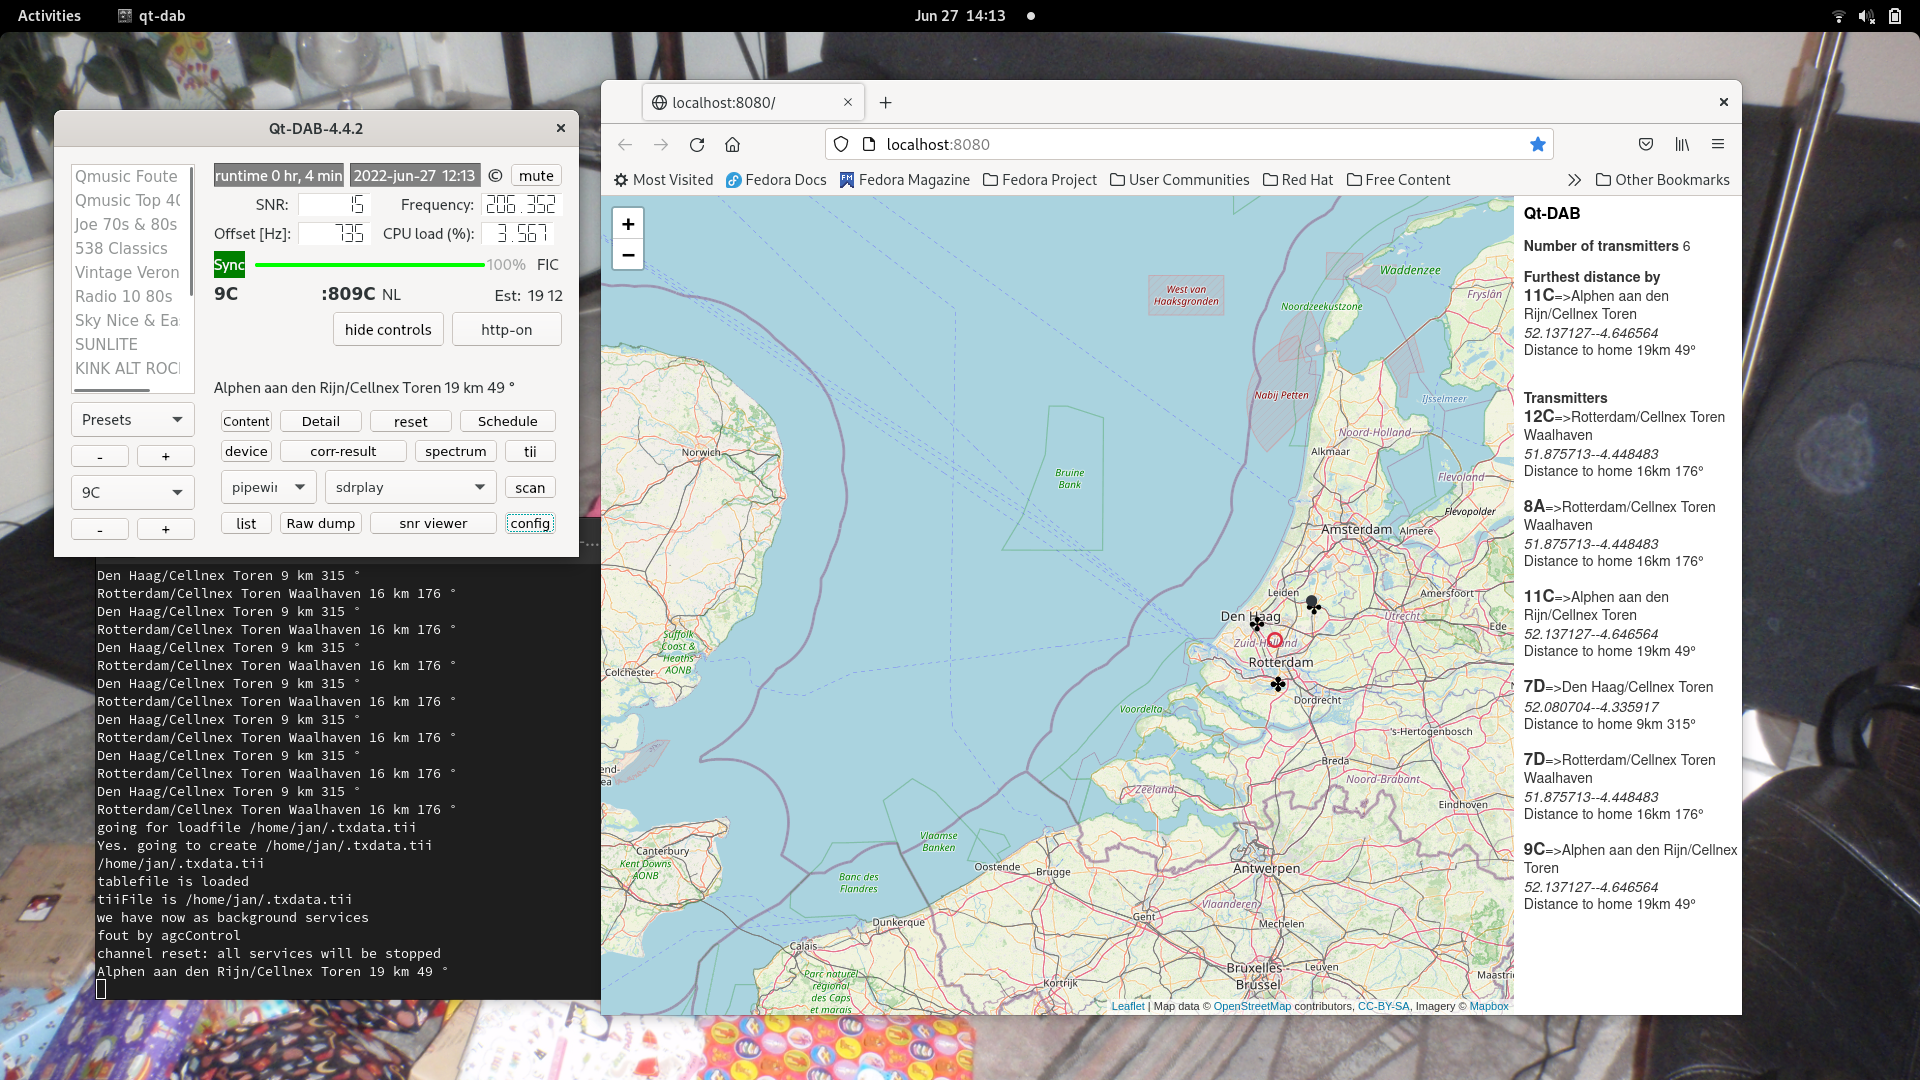 Activities
qt-dab
Jun 27 14:13
Qt-DAB-4.4.2
Qmusic Foute
Qmusic Top 40
Joe 70s & 80s
538 Classics
Vintage Veron
Radio 10 80s
Sky Nice & Ea
SUNLITE
KINK ALT ROC
runtime 0 hr, 4 min
2022-jun-27 12:13
©
mute
SNR: 15
Frequency: 206.352
Offset [Hz]: 735
CPU load (%): 3.567
Sync
100%
FIC
9C
:809C NL
Est: 19 12
hide controls
http-on
Alphen aan den Rijn/Cellnex Toren 19 km 49 °
Presets
Content
Detail
reset
Schedule
- +
device
corr-result
spectrum
tii
9C
pipewi
sdrplay
scan
- +
list
Raw dump
snr viewer
config
Den Haag/Cellnex Toren 9 km 315 °
Rotterdam/Cellnex Toren Waalhaven 16 km 176 °
Den Haag/Cellnex Toren 9 km 315 °
Rotterdam/Cellnex Toren Waalhaven 16 km 176 °
Den Haag/Cellnex Toren 9 km 315 °
Rotterdam/Cellnex Toren Waalhaven 16 km 176 °
Den Haag/Cellnex Toren 9 km 315 °
Rotterdam/Cellnex Toren Waalhaven 16 km 176 °
Den Haag/Cellnex Toren 9 km 315 °
Rotterdam/Cellnex Toren Waalhaven 16 km 176 °
Den Haag/Cellnex Toren 9 km 315 °
Rotterdam/Cellnex Toren Waalhaven 16 km 176 °
Den Haag/Cellnex Toren 9 km 315 °
Rotterdam/Cellnex Toren Waalhaven 16 km 176 °
going for loadfile /home/jan/.txdata.tii
Yes. going to create /home/jan/.txdata.tii
/home/jan/.txdata.tii
tablefile is loaded
tiiFile is /home/jan/.txdata.tii
we have now as background services
fout by agcControl
channel reset: all services will be stopped
Alphen aan den Rijn/Cellnex Toren 19 km 49 °
localhost:8080/
localhost:8080
Most Visited
Fedora Docs
Fedora Magazine
Fedora Project
User Communities
Red Hat
Free Content
Other Bookmarks
+
−
Waddenzee
West van
Haaksgronden
Noordzeekustzone
Fryslân
Nabij Petten
IJsselmeer
Noord-Holland
Norwich
Alkmaar
Bruine
Bank
Flevoland
Flevopolder
Amsterdam
Almere
Leiden
Amersfoort
Den Haag
Utrecht
Ede
Suffolk
Coast &
Heaths
AONB
Zuid-Holland
Colchester
Rotterdam
Dordrecht
Voordelta
's-Hertogenbosch
Breda
end-
ea
Noord-Brabant
Zeeland
Eindhoven
Vlaamse
Banken
Canterbury
Kent Downs
AONB
Oostende
Brugge
Antwerpen
Banc des
Flandres
Vlaanderen
Gent
Mechelen
Dunkerque
Calais
Leuven
Bruxelles -
Brussel
Maastri
Kortrijk
Parc naturel
régional
des Caps
et marais
Leaflet | Map data © OpenStreetMap contributors, CC-BY-SA, Imagery © Mapbox
Qt-DAB
Number of transmitters 6
Furthest distance by
11C=>Alphen aan den
Rijn/Cellnex Toren
52.137127--4.646564
Distance to home 19km 49°
Transmitters
12C=>Rotterdam/Cellnex Toren
Waalhaven
51.875713--4.448483
Distance to home 16km 176°
8A=>Rotterdam/Cellnex Toren
Waalhaven
51.875713--4.448483
Distance to home 16km 176°
11C=>Alphen aan den
Rijn/Cellnex Toren
52.137127--4.646564
Distance to home 19km 49°
7D=>Den Haag/Cellnex Toren
52.080704--4.335917
Distance to home 9km 315°
7D=>Rotterdam/Cellnex Toren
Waalhaven
51.875713--4.448483
Distance to home 16km 176°
9C=>Alphen aan den Rijn/Cellnex
Toren
52.137127--4.646564
Distance to home 19km 49°